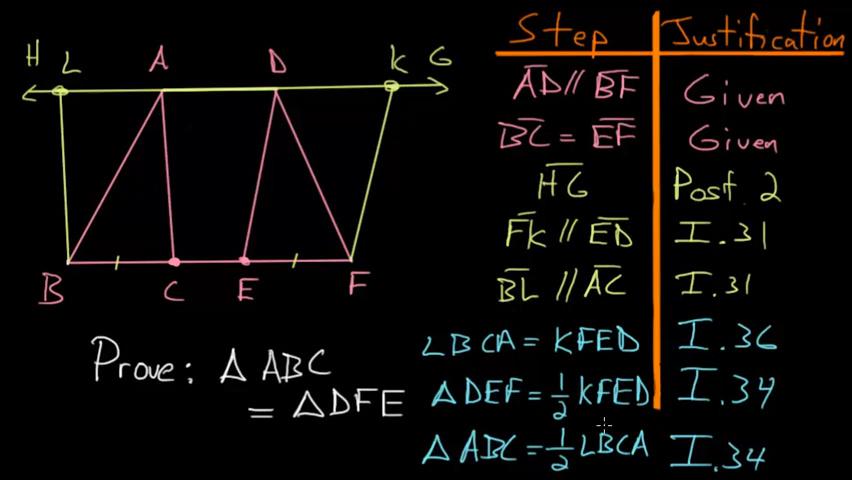 H L A D K G
B C E F
Prove: △ ABC
= △DFE
Step Justification
AD // BF Given
BC = EF Given
HG Post. 2
FK // ED I.31
BL // AC I.31
LBCA = KFED I.36
△ DEF = 1/2 KFED I.34
△ ABC = 1/2 LBCA I.34